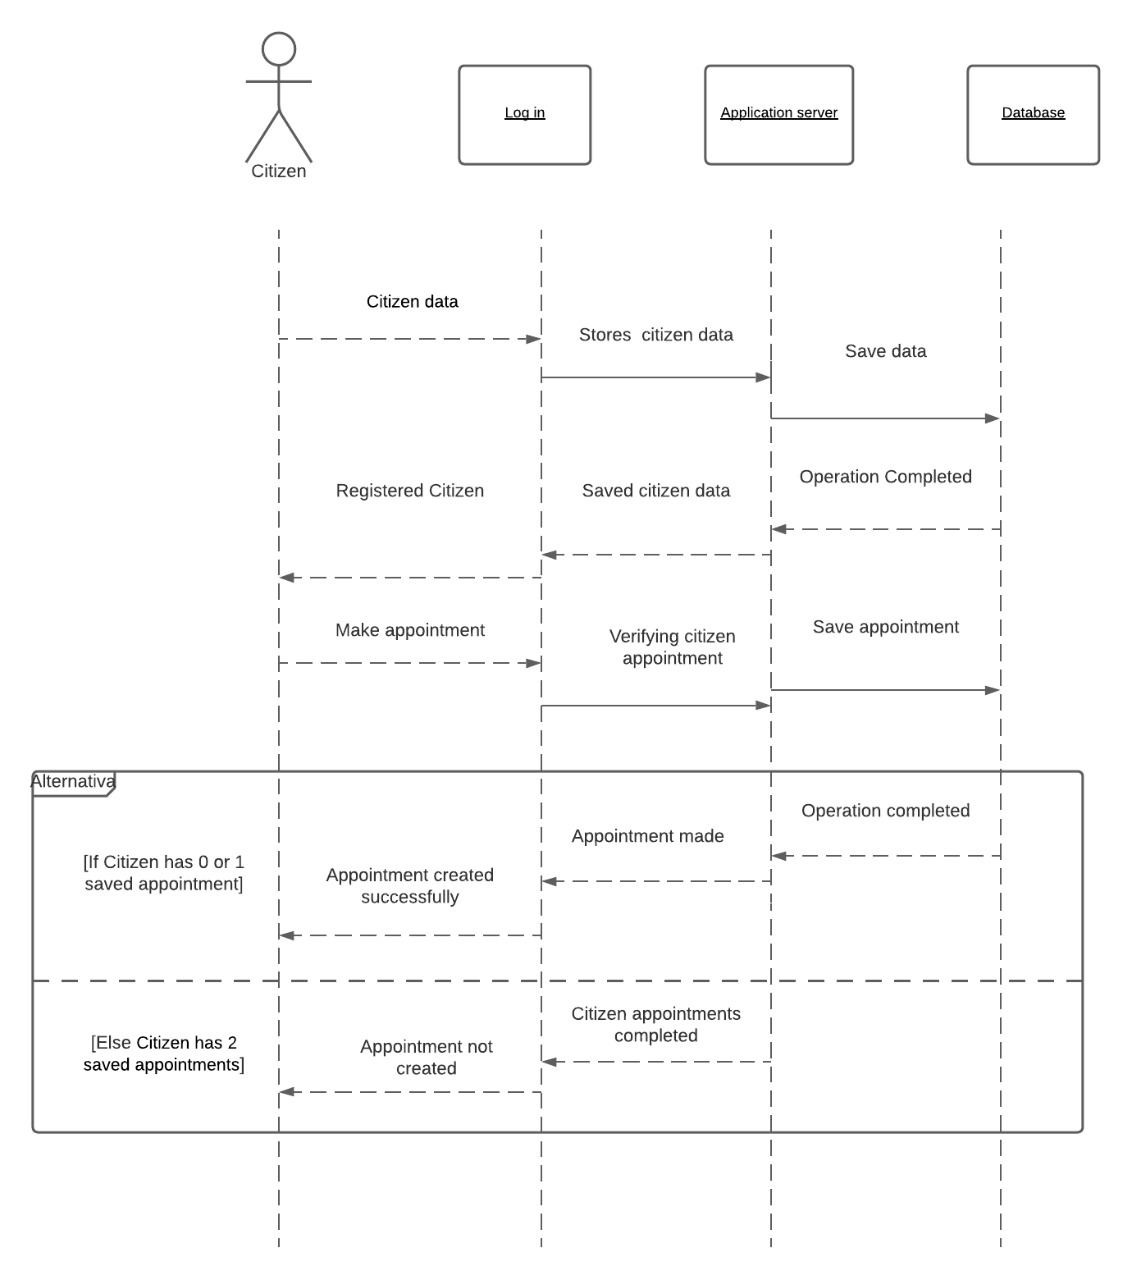 Citizen
Log in
Application server
Database
Citizen data
Stores  citizen data
Save data
Operation Completed
Saved citizen data
Registered Citizen
Make appointment
Verifying citizen
appointment
Save appointment
Alternativa
Operation completed
Appointment made
[If Citizen has 0 or 1
saved appointment]
Appointment created
successfully
Citizen appointments
completed
[Else Citizen has 2
saved appointments]
Appointment not
created